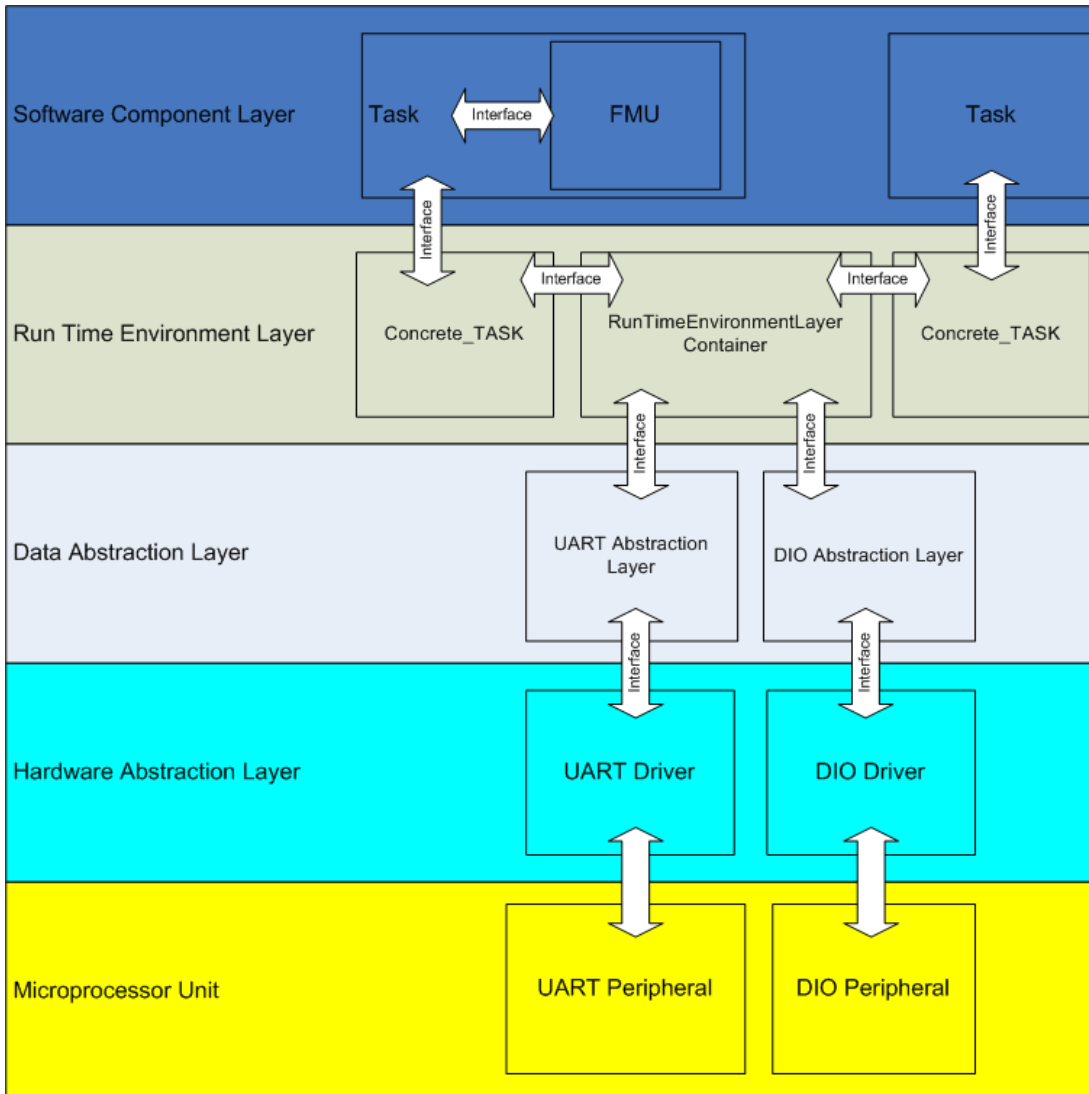 Software Component Layer
Task
Interface
FMU
Task
Interface
Interface
Run Time Environment Layer
Concrete_TASK
Interface
RunTimeEnvironmentLayer
Container
Interface
Concrete_TASK
Interface
Interface
Data Abstraction Layer
UART Abstraction
Layer
DIO Abstraction Layer
Interface
Interface
Hardware Abstraction Layer
UART Driver
DIO Driver
Microprocessor Unit
UART Peripheral
DIO Peripheral